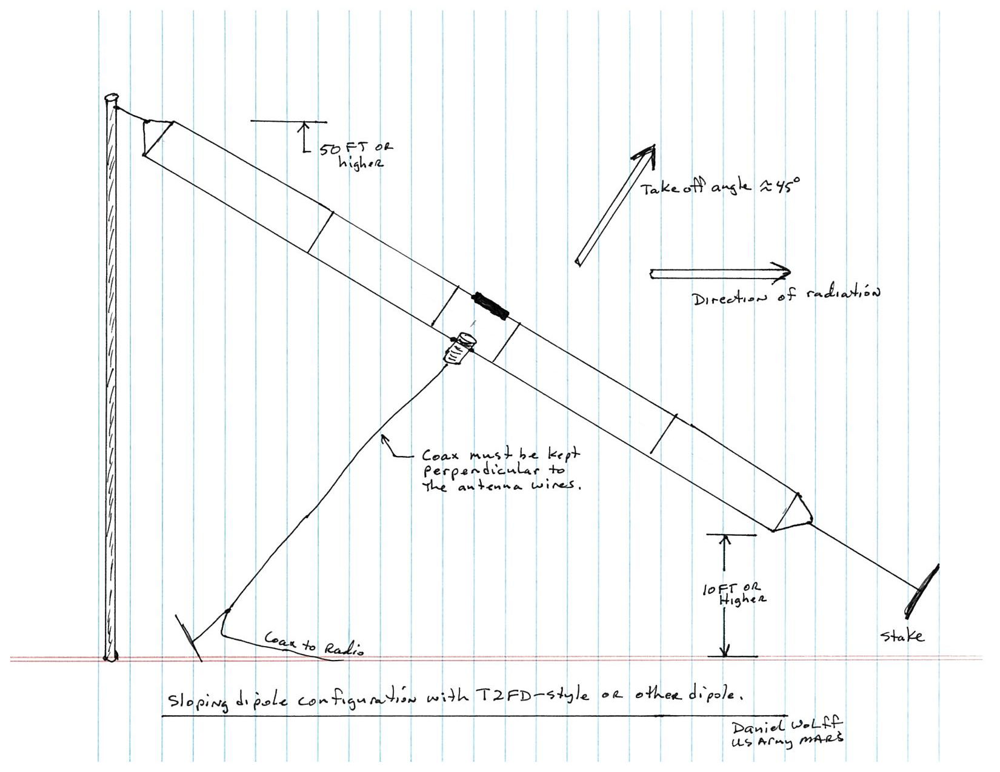 50 FT OR
higher
Takeoff angle ≈45°
Direction of radiation
Coax must be kept
perpendicular to
the antenna wires.
10 FT OR
Higher
Stake
Coax to Radio
Sloping dipole configuration with T2FD-style or other dipole.
Daniel Wolff
US Army MARS